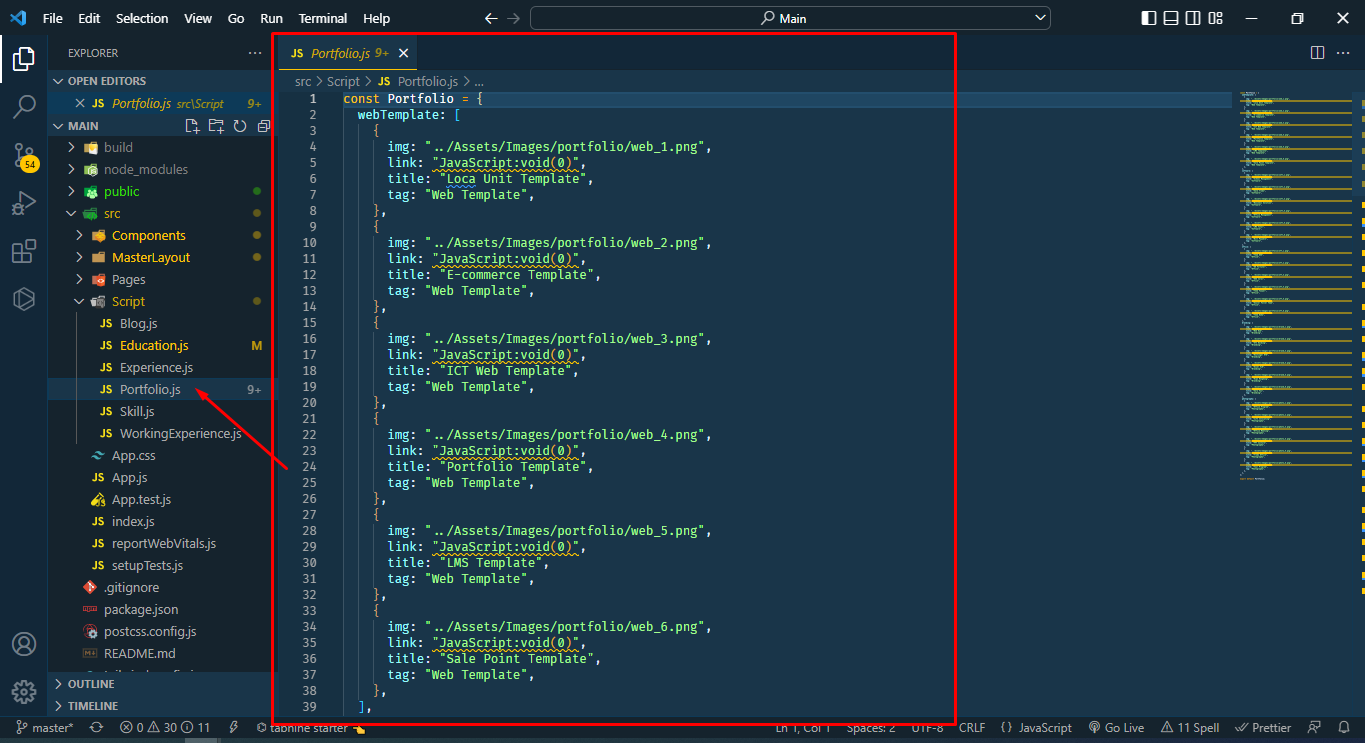 File Edit Selection View Go Run Terminal Help
Main
EXPLORER
OPEN EDITORS
JS Portfolio.js src\Script 9+
MAIN
build
node_modules
public
src
Components
MasterLayout
Pages
Script
JS Blog.js
JS Education.js M
JS Experience.js
JS Portfolio.js 9+
JS Skill.js
JS WorkingExperience.js
App.css
JS App.js
App.test.js
JS index.js
JS reportWebVitals.js
JS setupTests.js
.gitignore
package.json
postcss.config.js
README.md
OUTLINE
TIMELINE
54
JS Portfolio.js 9+
src > Script > JS Portfolio.js > ...
1 const Portfolio = {
2 webTemplate: [
3 {
4 img: "../Assets/Images/portfolio/web_1.png",
5 link: "JavaScript:void(0)",
6 title: "Loca Unit Template",
7 tag: "Web Template",
8 },
9 {
10 img: "../Assets/Images/portfolio/web_2.png",
11 link: "JavaScript:void(0)",
12 title: "E-commerce Template",
13 tag: "Web Template",
14 },
15 {
16 img: "../Assets/Images/portfolio/web_3.png",
17 link: "JavaScript:void(0)",
18 title: "ICT Web Template",
19 tag: "Web Template",
20 },
21 {
22 img: "../Assets/Images/portfolio/web_4.png",
23 link: "JavaScript:void(0)",
24 title: "Portfolio Template",
25 tag: "Web Template",
26 },
27 {
28 img: "../Assets/Images/portfolio/web_5.png",
29 link: "JavaScript:void(0)",
30 title: "LMS Template",
31 tag: "Web Template",
32 },
33 {
34 img: "../Assets/Images/portfolio/web_6.png",
35 link: "JavaScript:void(0)",
36 title: "Sale Point Template",
37 tag: "Web Template",
38 },
39 ],
master* 0 30 11 tabnine starter Ln 1, Col 1 Spaces: 2 UTF-8 CRLF {} JavaScript Go Live 11 Spell Prettier